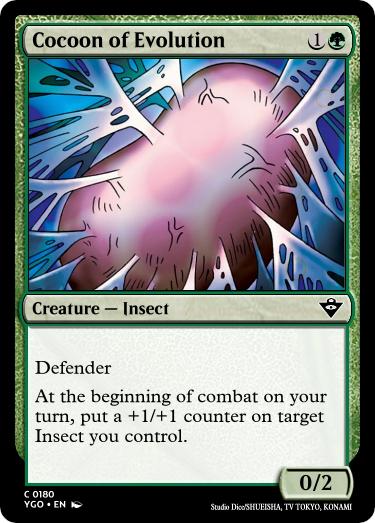 Cocoon of Evolution 1
Creature — Insect
Defender
At the beginning of combat on your
turn, put a +1/+1 counter on target
Insect you control.
0/2
C 0180
YGO • EN
Studio Dice/SHUEISHA, TV TOKYO, KONAMI